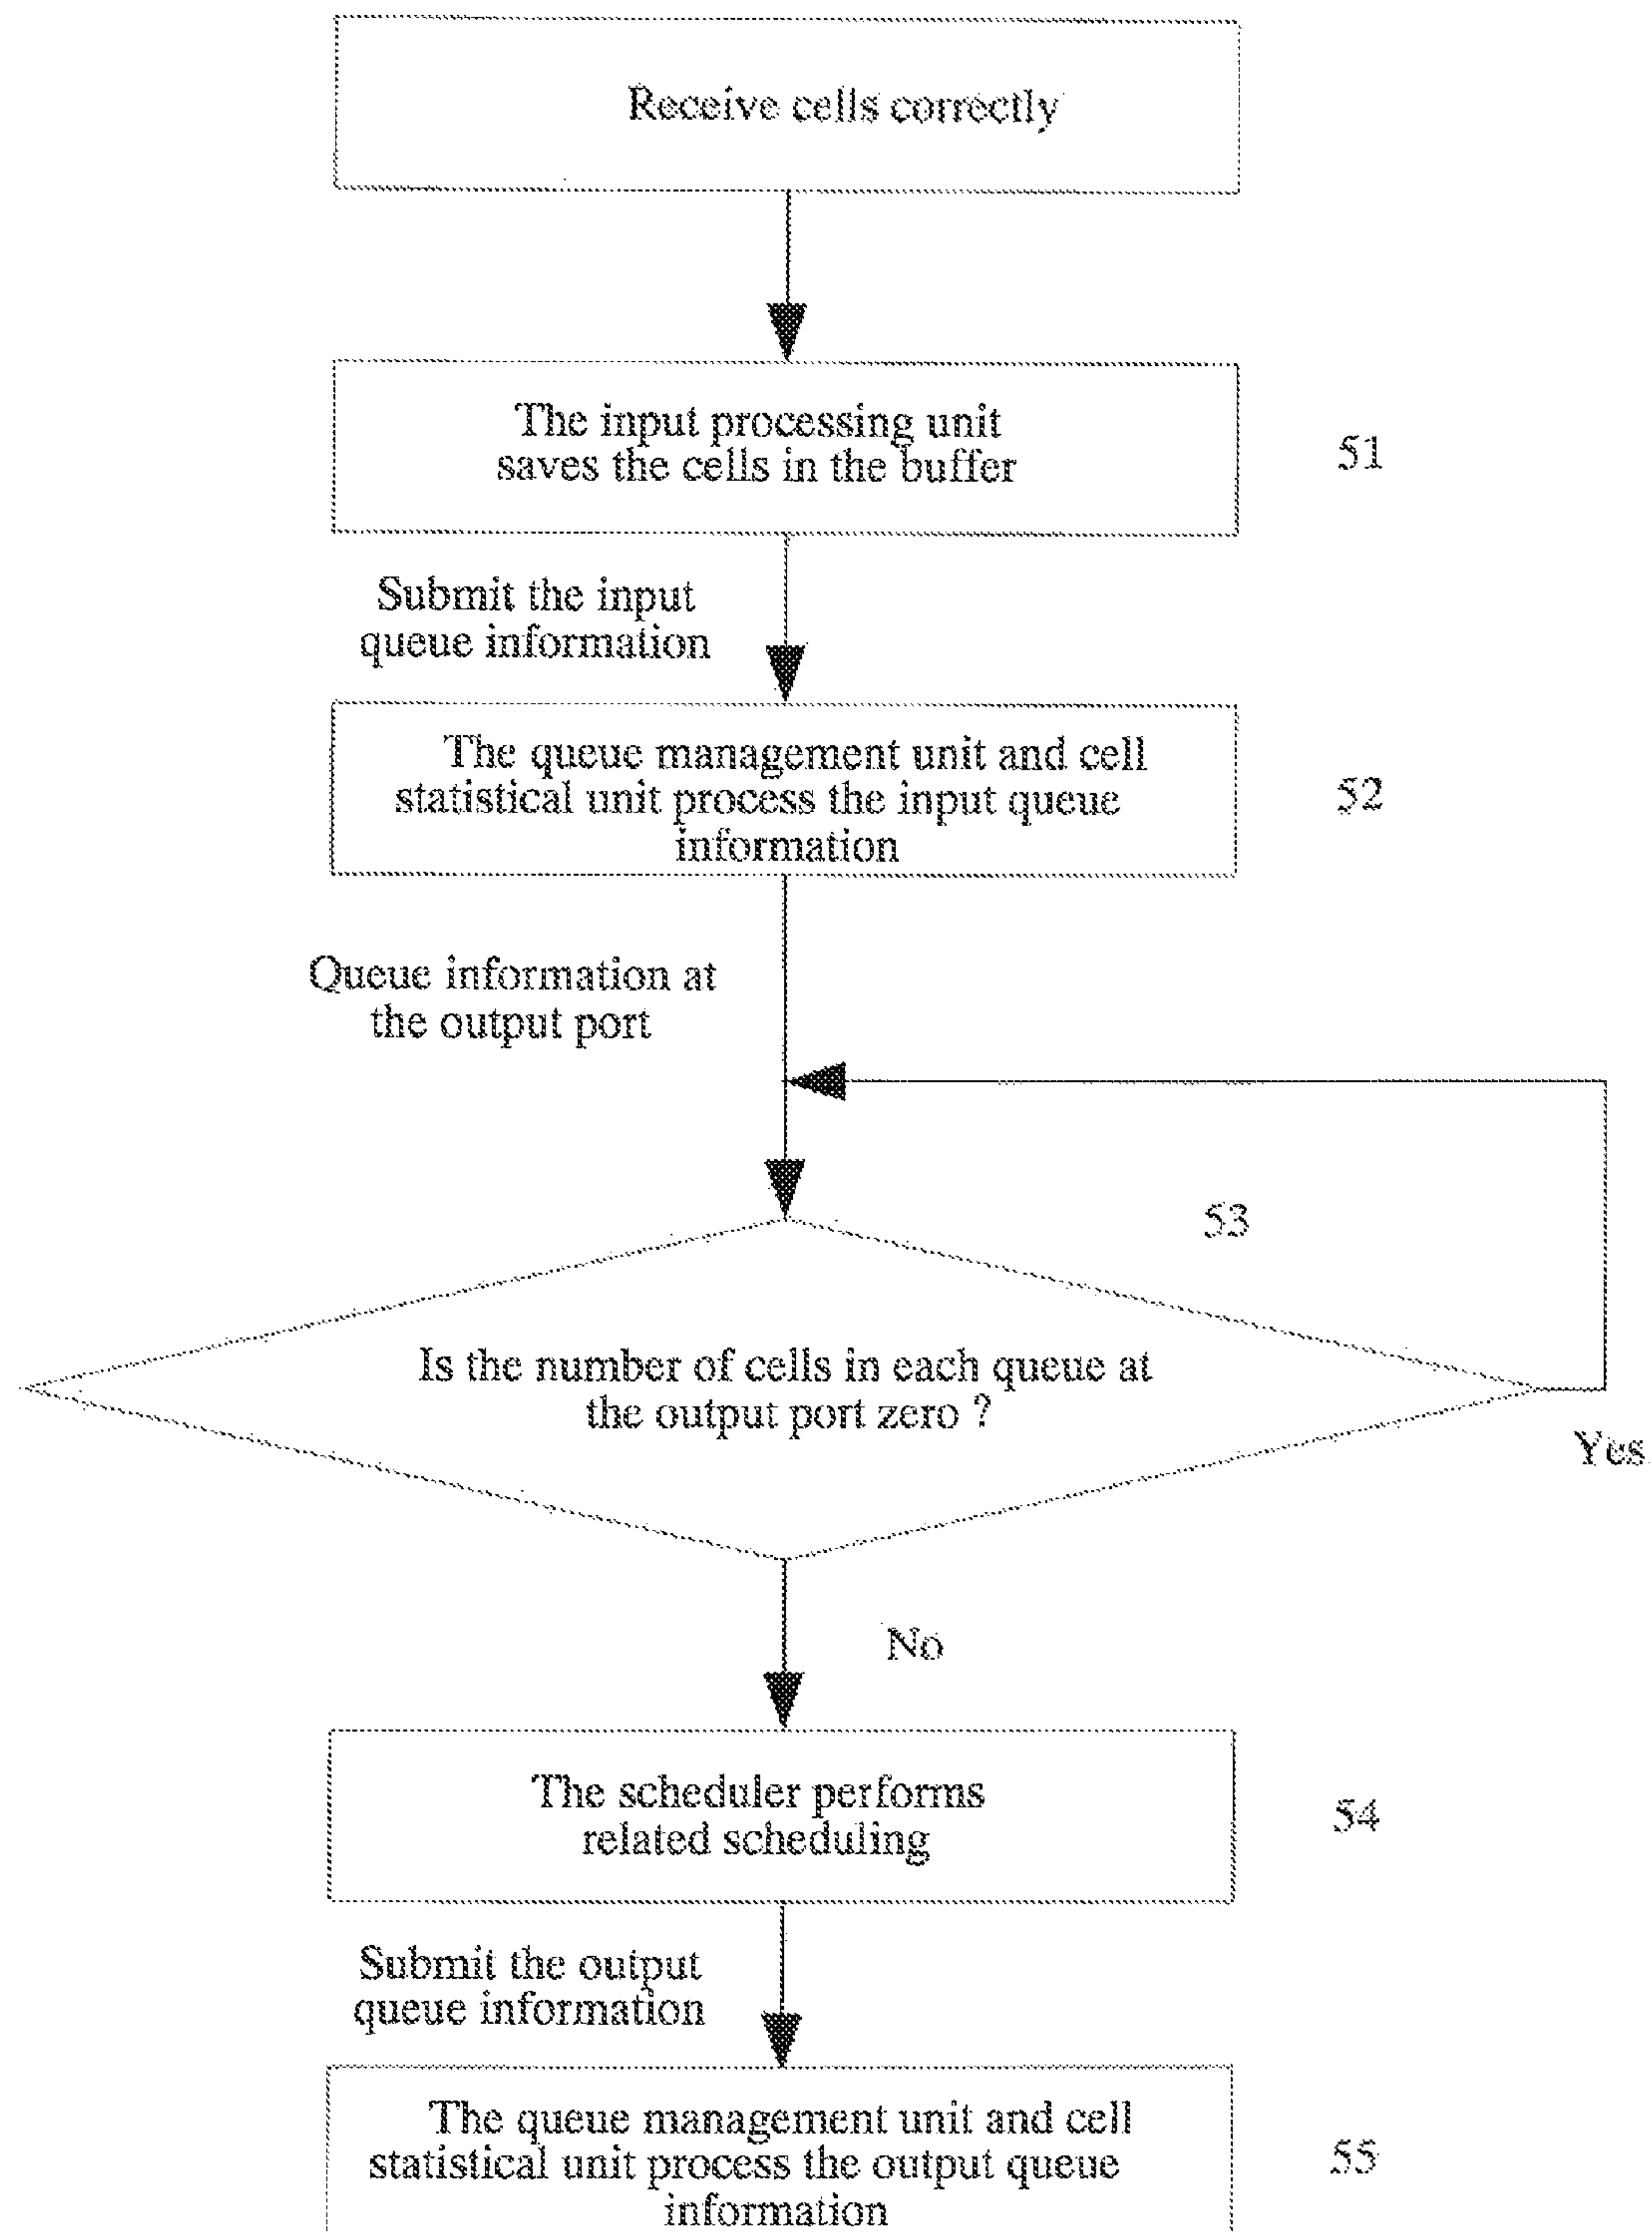 Receive cells correctly
The input processing unit
saves the cells in the buffer
51
Submit the input
queue information
The queue management unit and cell
statistical unit process the input queue
information
52
Queue information at
the output port
53
Is the number of cells in each queue at
the output port zero ?
Yes
No
The scheduler performs
related scheduling
54
Submit the output
queue information
The queue management unit and cell
statistical unit process the output queue
information
55